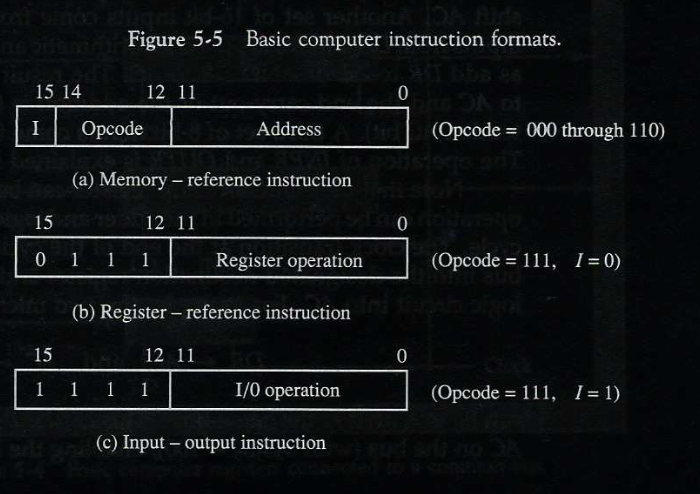 Figure 5-5 Basic computer instruction formats.
15 14 12 11 0
I Opcode Address (Opcode = 000 through 110)
(a) Memory – reference instruction
15 12 11 0
0 1 1 1 Register operation (Opcode = 111, I = 0)
(b) Register – reference instruction
15 12 11 0
1 1 1 1 I/0 operation (Opcode = 111, I = 1)
(c) Input – output instruction